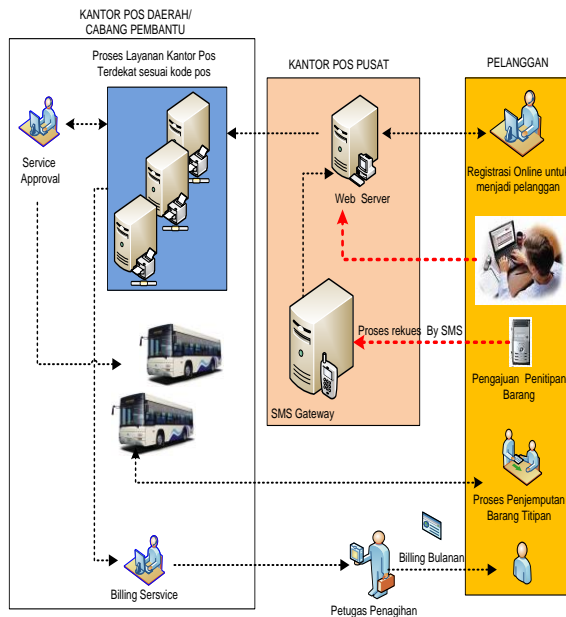 KANTOR POS DAERAH/
CABANG PEMBANTU
Proses Layanan Kantor Pos
Terdekat sesuai kode pos
Service
Approval
Billing Sersvice
KANTOR POS PUSAT
Web Server
Proses rekues By SMS
SMS Gateway
PELANGGAN
Registrasi Online untuk
menjadi pelanggan
Pengajuan Penitipan
Barang
Proses Penjemputan
Barang Titipan
Billing Bulanan
Petugas Penagihan